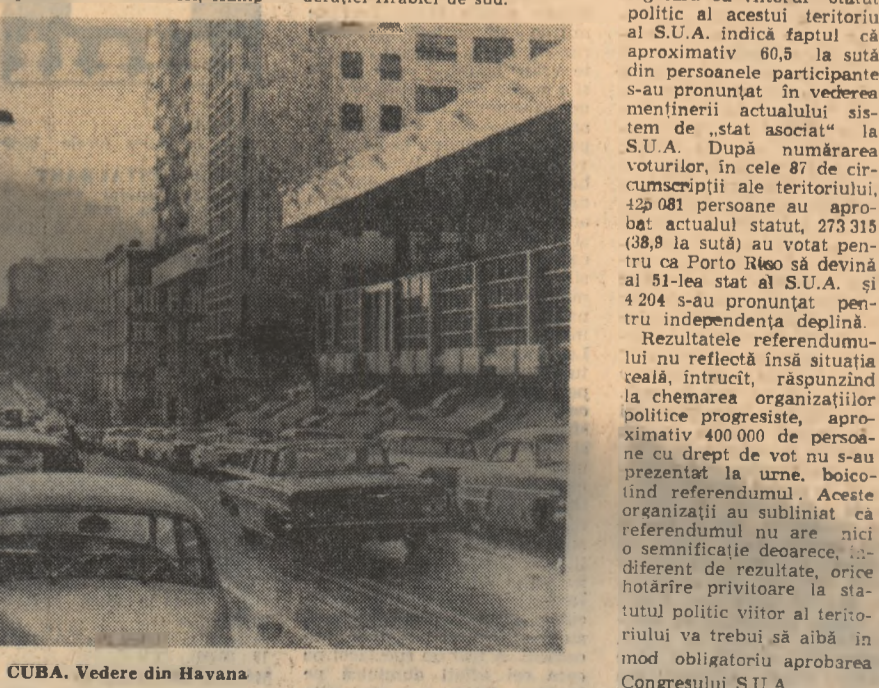 derației Arabiei de sud.
CUBA. Vedere din Havana
viitorul statut
politic al acestui teritoriu
al S.U.A. indică faptul că
aproximativ 60,5 la sută
din persoanele participante
s-au pronunțat în vederea
menținerii actualului sis-
tem de „stat asociat“ la
S.U.A. După numărarea
voturilor, în cele 87 de cir-
cumscripții ale teritoriului,
425 081 persoane au apro-
bat actualul statut, 273 315
(38,9 la sută) au votat pen-
tru ca Porto Rico să devină
al 51-lea stat al S.U.A. și
4 204 s-au pronunțat pen-
tru independența deplină.
Rezultatele referendumu-
lui nu reflectă însă situația
reală, întrucît, răspunzînd
la chemarea organizațiilor
politice progresiste, apro-
ximativ 400 000 de persoa-
ne cu drept de vot nu s-au
prezentat la urne, boico-
tînd referendumul. Aceste
organizații au subliniat că
referendumul nu are nici
o semnificație deoarece, in-
diferent de rezultate, orice
hotărîre privitoare la sta-
tutul politic viitor al terito-
riului va trebui să aibă în
mod obligatoriu aprobarea
Congresului S.U.A.